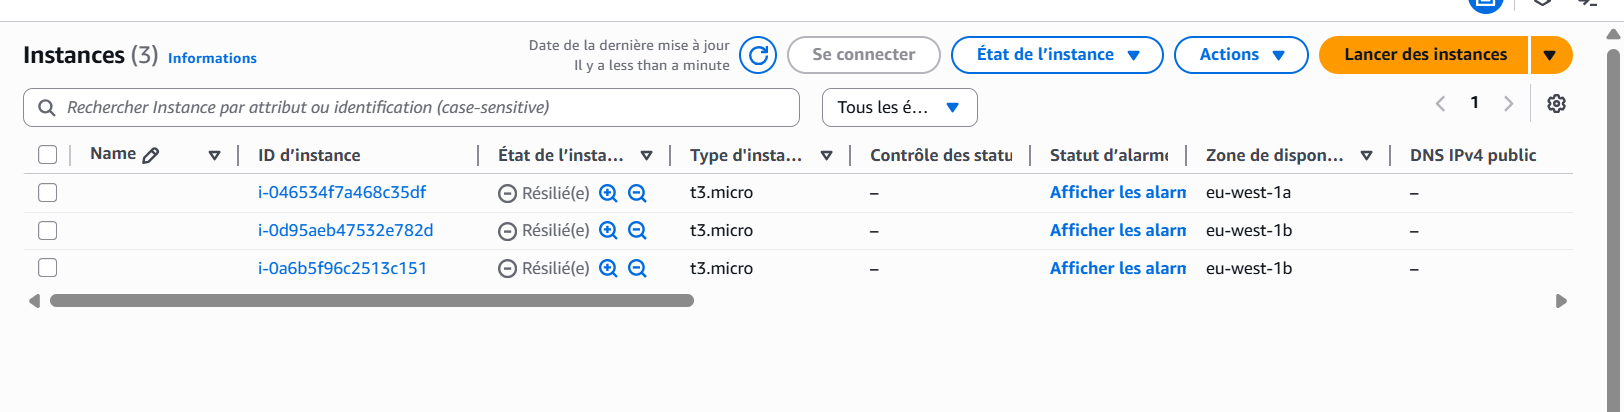 Instances (3) Informations
Date de la dernière mise à jour
Il y a less than a minute
Se connecter
État de l’instance
Actions
Lancer des instances
Rechercher Instance par attribut ou identification (case-sensitive)
Tous les é...
1
Name ID d’instance État de l’insta... Type d'insta... Contrôle des statu Statut d’alarme Zone de dispon... DNS IPv4 public
i-046534f7a468c35df Résilié(e) t3.micro – Afficher les alarm eu-west-1a –
i-0d95aeb47532e782d Résilié(e) t3.micro – Afficher les alarm eu-west-1b –
i-0a6b5f96c2513c151 Résilié(e) t3.micro – Afficher les alarm eu-west-1b –